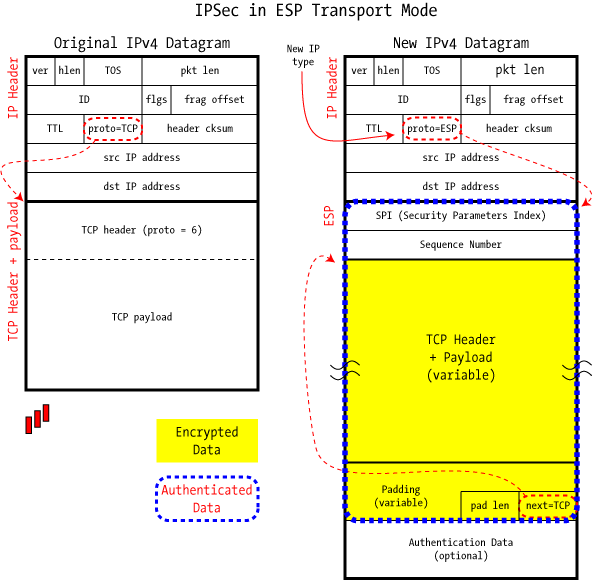 IPSec in ESP Transport Mode
Original IPv4 Datagram
IP Header
ver hlen TOS pkt len
ID flgs frag offset
TTL proto=TCP header cksum
src IP address
dst IP address
TCP Header + payload
TCP header (proto = 6)
TCP payload
Encrypted
Data
Authenticated
Data
New IP
type
New IPv4 Datagram
IP Header
ver hlen TOS pkt len
ID flgs frag offset
TTL proto=ESP header cksum
src IP address
dst IP address
ESP
SPI (Security Parameters Index)
Sequence Number
TCP Header
+ Payload
(variable)
Padding
(variable)
pad len next=TCP
Authentication Data
(optional)